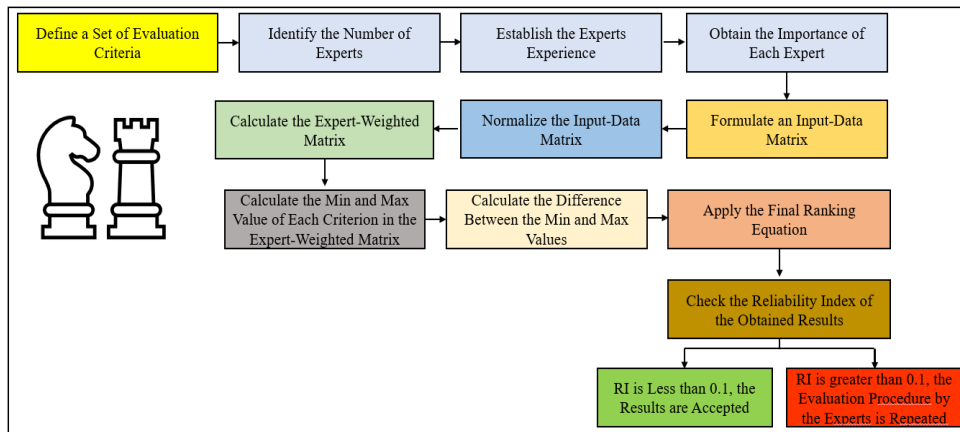 Define a Set of Evaluation
Criteria
Identify the Number of
Experts
Establish the Experts
Experience
Obtain the Importance of
Each Expert
Calculate the Expert-Weighted
Matrix
Normalize the Input-Data
Matrix
Formulate an Input-Data
Matrix
Calculate the Min and Max
Value of Each Criterion in the
Expert-Weighted Matrix
Calculate the Difference
Between the Min and Max
Values
Apply the Final Ranking
Equation
Check the Reliability Index of
the Obtained Results
RI is Less than 0.1, the
Results are Accepted
RI is greater than 0.1, the
Evaluation Procedure by
the Experts is Repeated